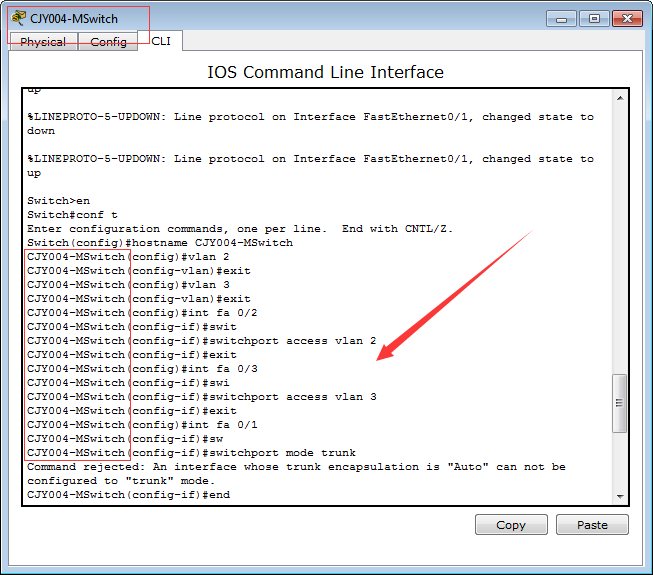 CJY004-MSwitch
Physical
Config
CLI
IOS Command Line Interface
up
%LINEPROTO-5-UPDOWN: Line protocol on Interface FastEthernet0/1, changed state to
down
%LINEPROTO-5-UPDOWN: Line protocol on Interface FastEthernet0/1, changed state to
up
Switch>en
Switch#conf t
Enter configuration commands, one per line.  End with CNTL/Z.
Switch(config)#hostname CJY004-MSwitch
CJY004-MSwitch(config)#vlan 2
CJY004-MSwitch(config-vlan)#exit
CJY004-MSwitch(config)#vlan 3
CJY004-MSwitch(config-vlan)#exit
CJY004-MSwitch(config)#int fa 0/2
CJY004-MSwitch(config-if)#swit
CJY004-MSwitch(config-if)#switchport access vlan 2
CJY004-MSwitch(config-if)#exit
CJY004-MSwitch(config)#int fa 0/3
CJY004-MSwitch(config-if)#swi
CJY004-MSwitch(config-if)#switchport access vlan 3
CJY004-MSwitch(config-if)#exit
CJY004-MSwitch(config)#int fa 0/1
CJY004-MSwitch(config-if)#sw
CJY004-MSwitch(config-if)#switchport mode trunk
Command rejected: An interface whose trunk encapsulation is "Auto" can not be
configured to "trunk" mode.
CJY004-MSwitch(config-if)#end
Copy
Paste